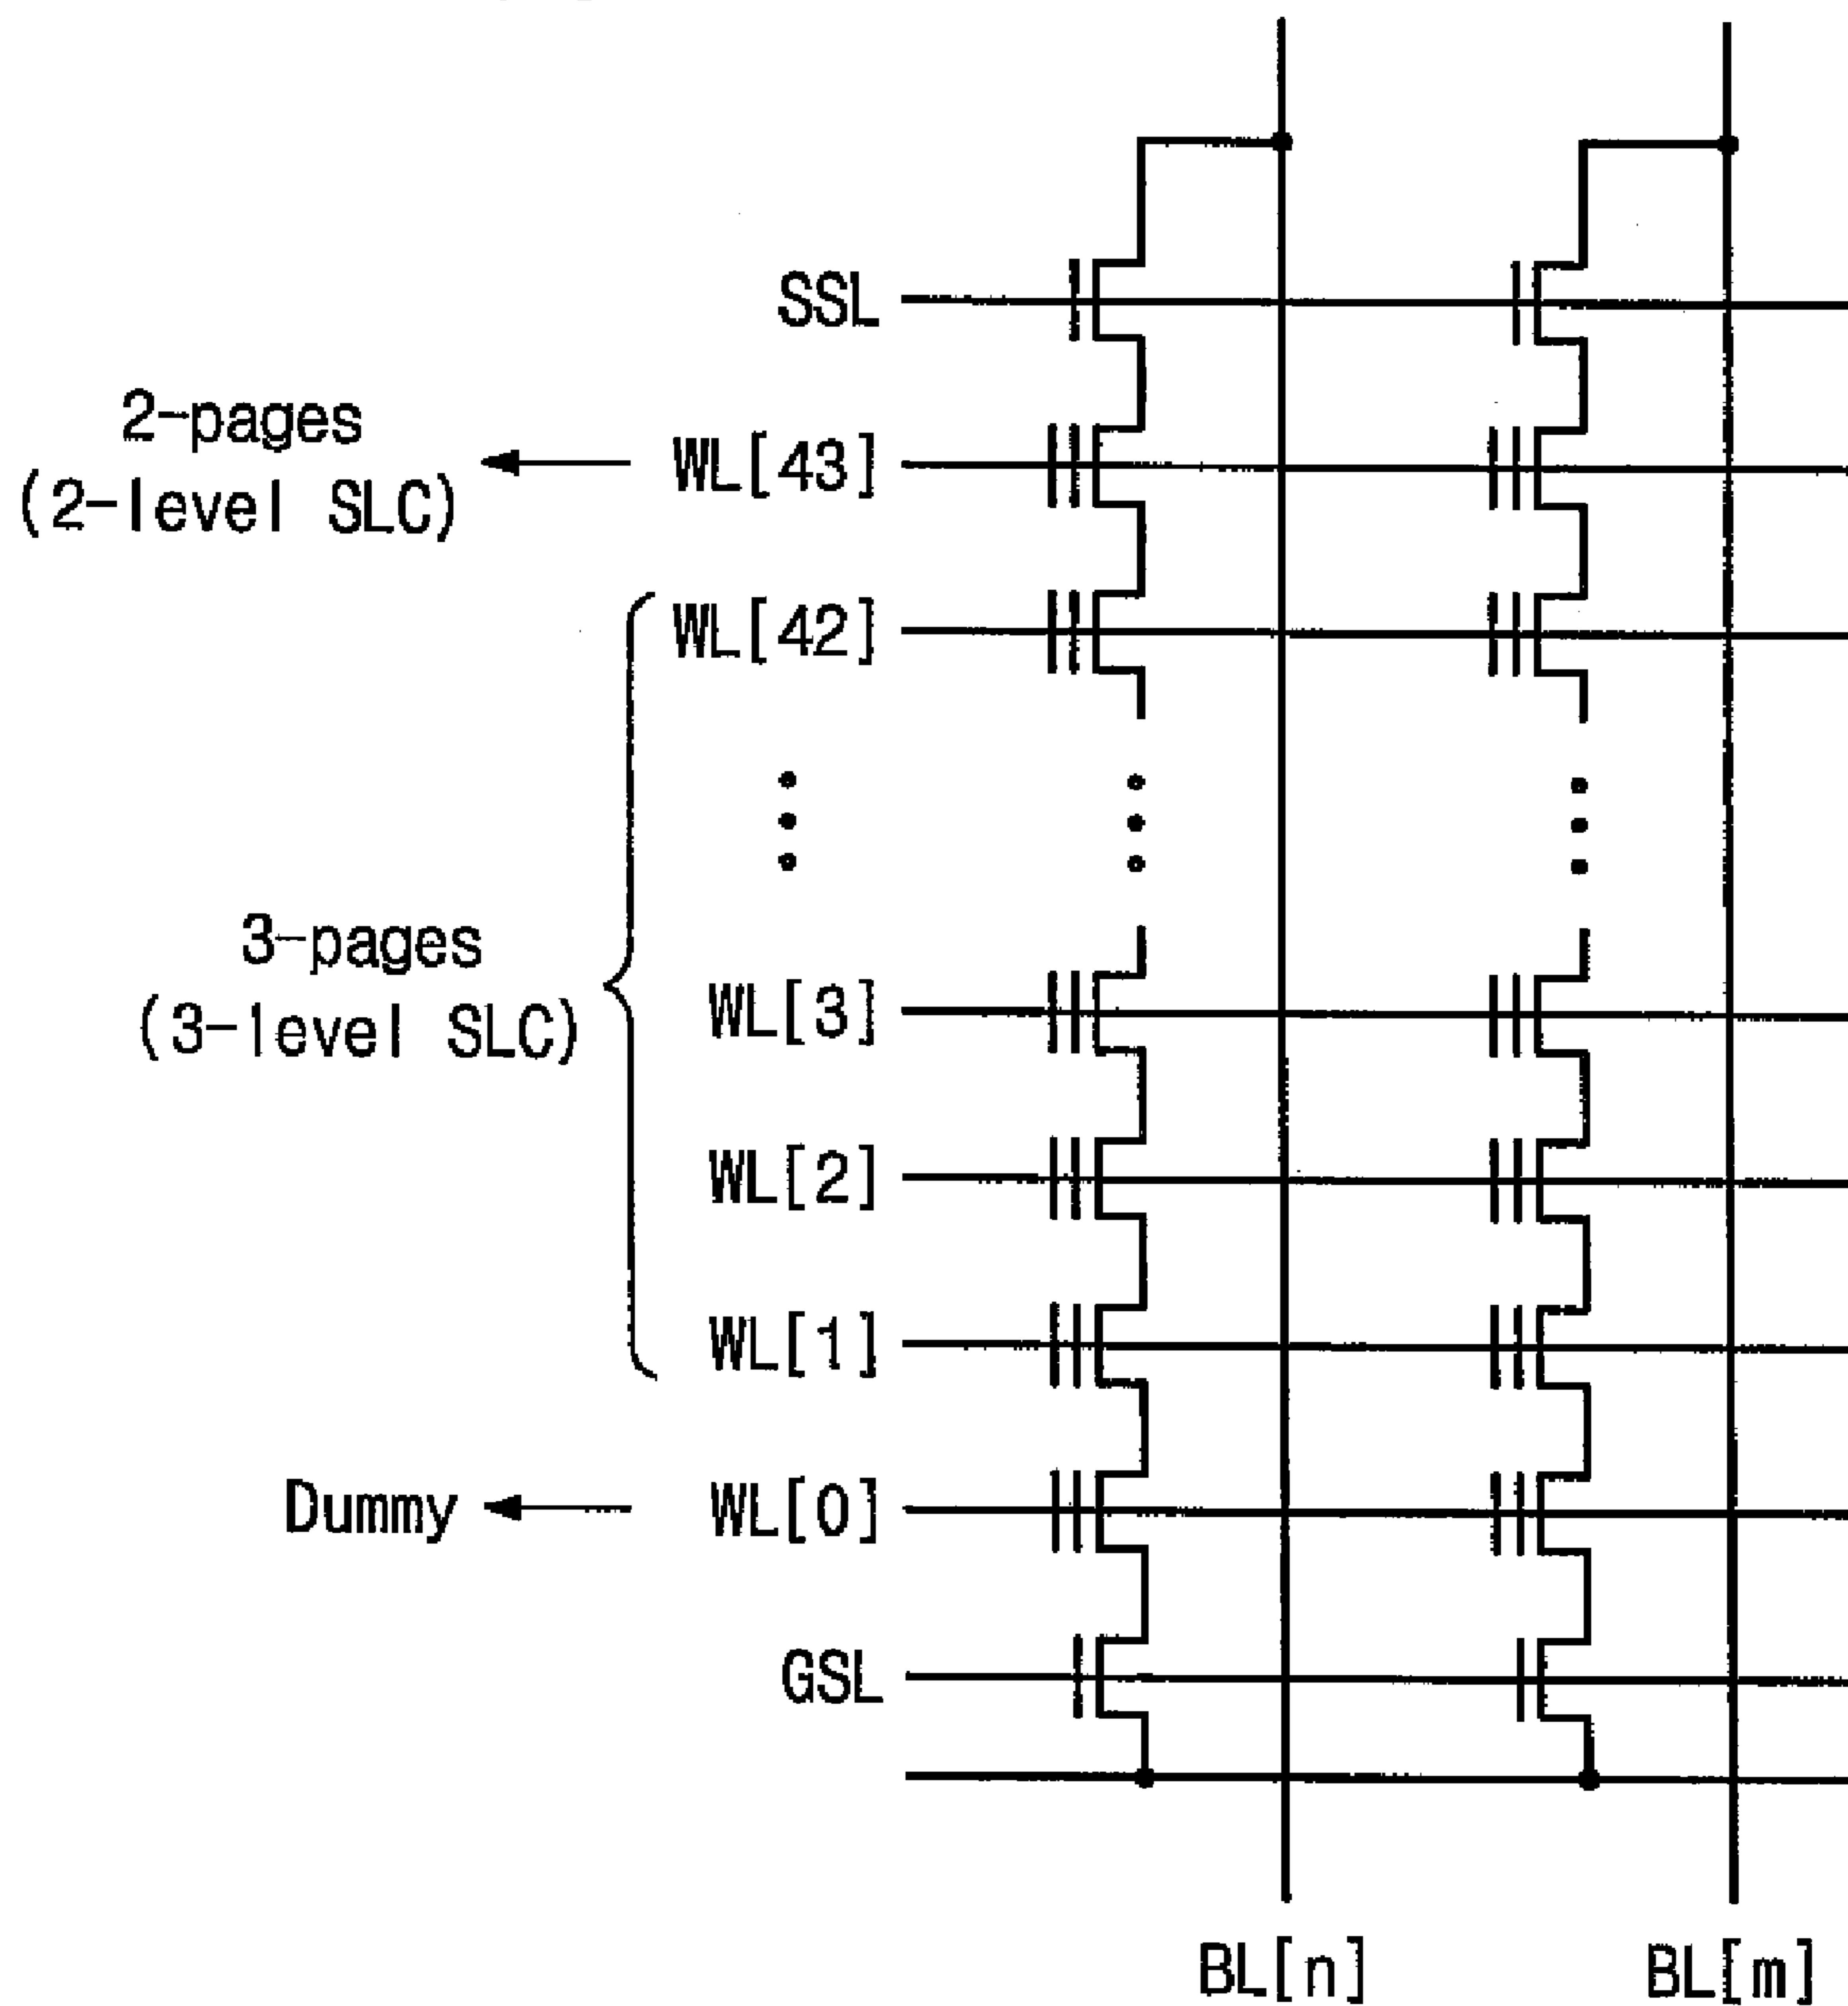 SSL
2-pages
(2-level SLC)
WL[43]
WL[42]
3-pages
(3-level SLC)
WL[3]
WL[2]
WL[1]
Dummy
WL[0]
GSL
BL[n]
BL[m]